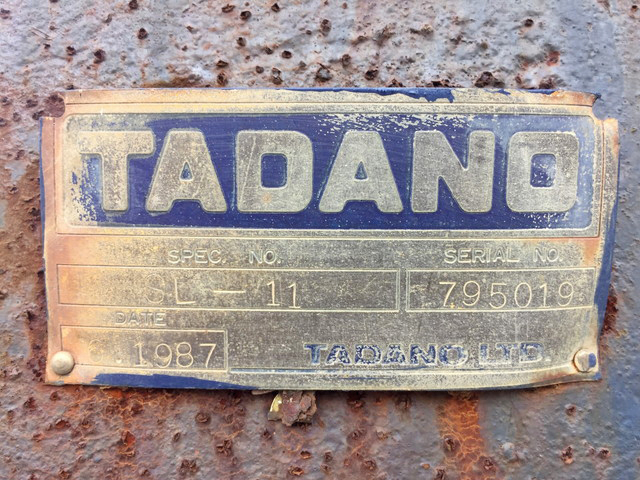 TADANO
SPEC. NO. SERIAL NO.
SL-11 795019
DATE
.1987 TADANO LTD.